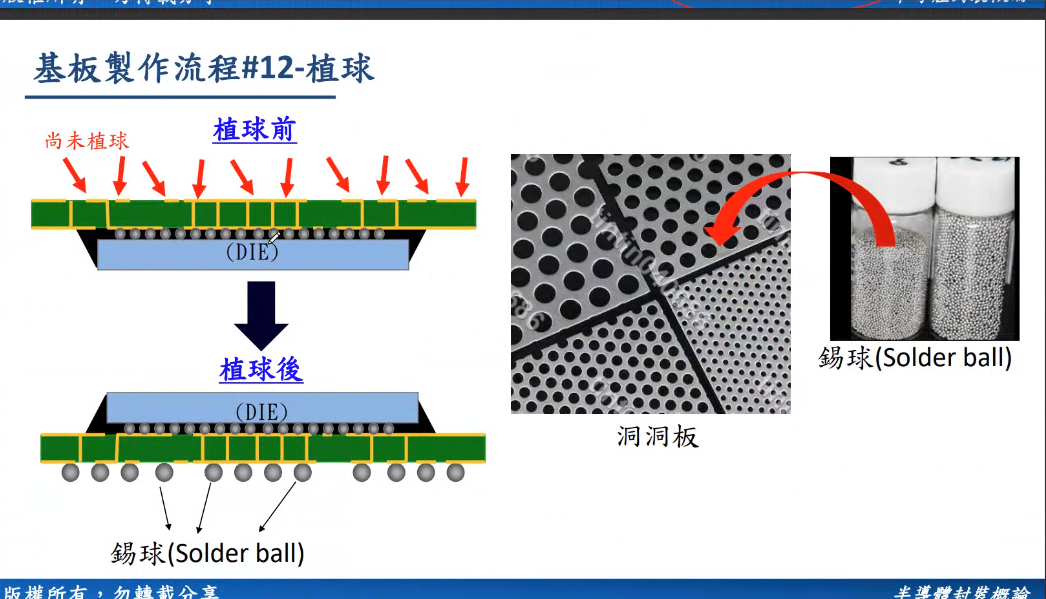 基板製作流程#12-植球
尚未植球
植球前
(DIE)
植球後
(DIE)
錫球(Solder ball)
洞洞板
錫球(Solder ball)
版權所有，勿轉載分享
半導體封裝概論